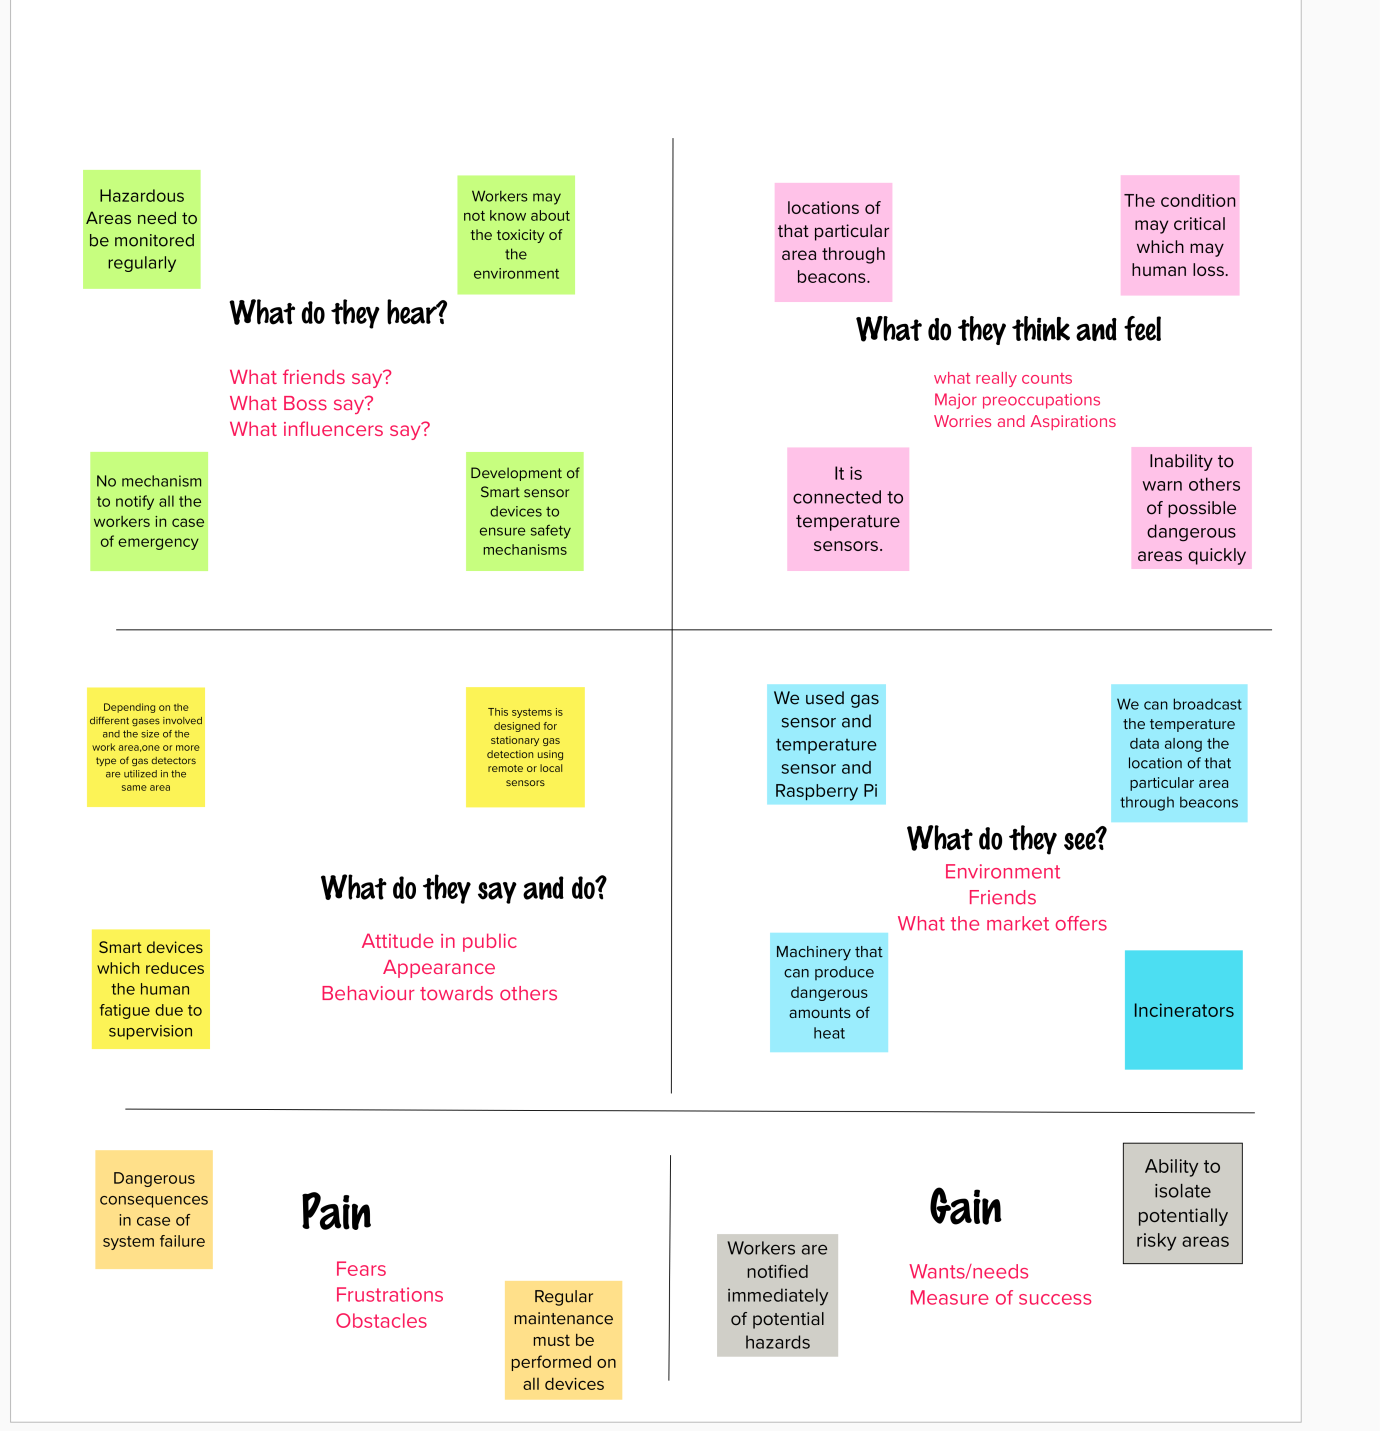 Hazardous
Areas need to
be monitored
regularly
Workers may
not know about
the toxicity of
the
environment
What do they hear?
What friends say?
What Boss say?
What influencers say?
No mechanism
to notify all the
workers in case
of emergency
Development of
Smart sensor
devices to
ensure safety
mechanisms
locations of
that particular
area through
beacons.
The condition
may critical
which may
human loss.
What do they think and feel
what really counts
Major preoccupations
Worries and Aspirations
It is
connected to
temperature
sensors.
Inability to
warn others
of possible
dangerous
areas quickly
Depending on the
different gases involved
and the size of the
work area,one or more
type of gas detectors
are utilized in the
same area
This systems is
designed for
stationary gas
detection using
remote or local
sensors
What do they say and do?
Attitude in public
Appearance
Behaviour towards others
Smart devices
which reduces
the human
fatigue due to
supervision
We used gas
sensor and
temperature
sensor and
Raspberry Pi
We can broadcast
the temperature
data along the
location of that
particular area
through beacons
What do they see?
Environment
Friends
What the market offers
Machinery that
can produce
dangerous
amounts of
heat
Incinerators
Dangerous
consequences
in case of
system failure
Pain
Fears
Frustrations
Obstacles
Regular
maintenance
must be
performed on
all devices
Workers are
notified
immediately
of potential
hazards
Gain
Wants/needs
Measure of success
Ability to
isolate
potentially
risky areas